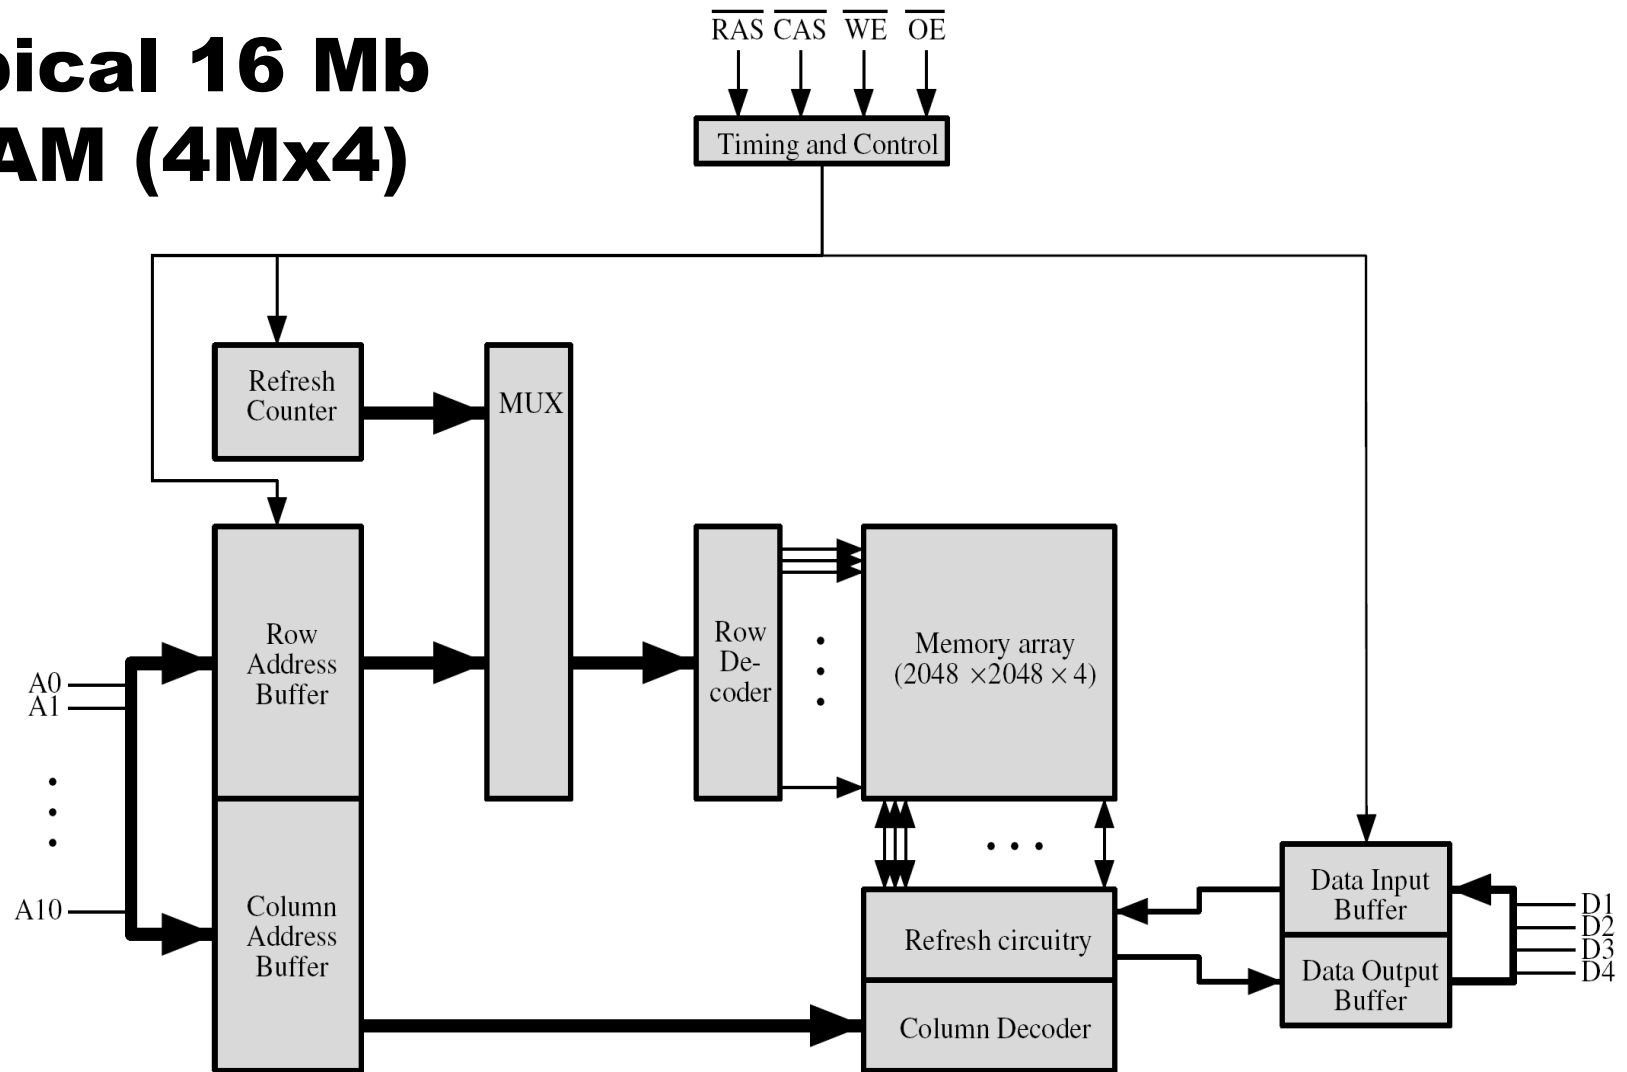 pical 16 Mb
AM (4Mx4)
RAS CAS WE OE
Timing and Control
Refresh
Counter
MUX
Row
Address
Buffer
Row
De-
coder
Memory array
(2048 ×2048 × 4)
A0
A1
A10
Column
Address
Buffer
Refresh circuitry
Column Decoder
Data Input
Buffer
Data Output
Buffer
D1
D2
D3
D4